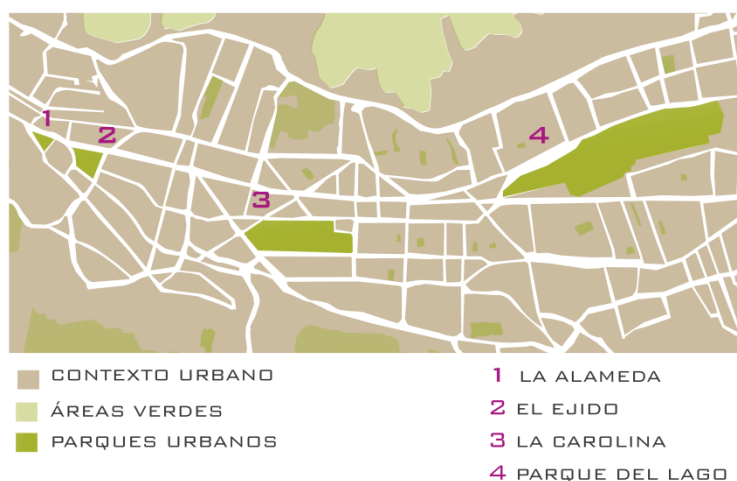 1
2
3
4
CONTEXTO URBANO
ÁREAS VERDES
PARQUES URBANOS
1 LA ALAMEDA
2 EL EJIDO
3 LA CAROLINA
4 PARQUE DEL LAGO